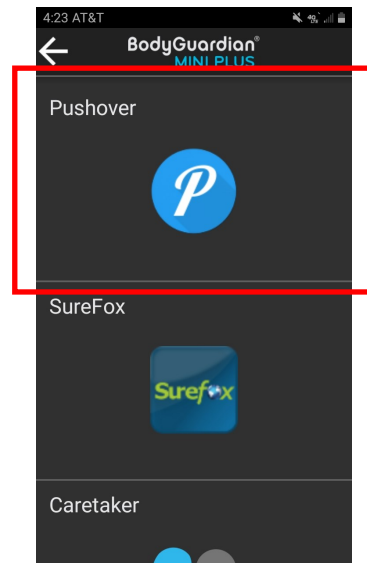 4:23 AT&T
BodyGuardian®
MINI PLUS
Pushover
P
SureFox
Surefox
Caretaker